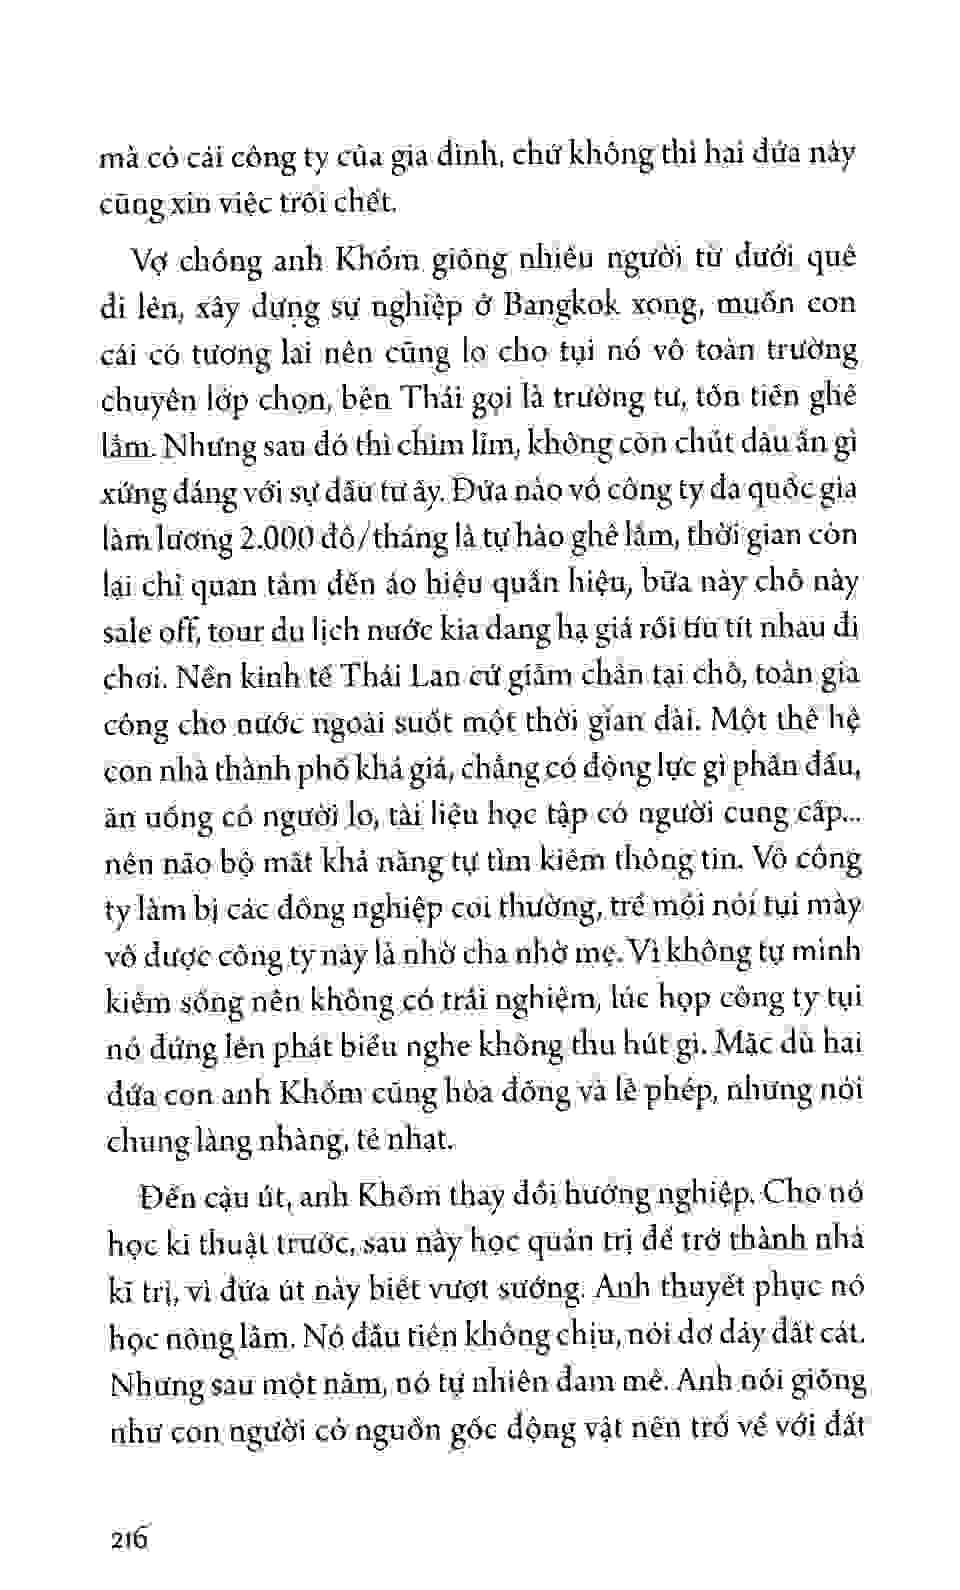 mà có cái công ty của gia đình, chứ không thì hai đứa này
cũng xin việc trối chết.
Vợ chồng anh Khổm giống nhiều người từ dưới quê
đi lên, xây dựng sự nghiệp ở Bangkok xong, muốn con
cái có tương lai nên cũng lo cho tụi nó vô toàn trường
chuyên lớp chọn, bên Thái gọi là trường tư, tốn tiền ghê
lắm. Nhưng sau đó thì chìm lỉm, không còn chút dấu ấn gì
xứng đáng với sự đầu tư ấy. Đứa nào vô công ty đa quốc gia
làm lương 2.000 đô/tháng là tự hào ghê lắm, thời gian còn
lại chỉ quan tâm đến áo hiệu quần hiệu, bữa này chỗ này
sale off, tour du lịch nước kia đang hạ giá rồi tíu tít nhau đi
chơi. Nền kinh tế Thái Lan cứ giậm chân tại chỗ, toàn gia
công cho nước ngoài suốt một thời gian dài. Một thế hệ
con nhà thành phố khá giả, chẳng có động lực gì phấn đấu,
ăn uống có người lo, tài liệu học tập có người cung cấp...
nên não bộ mất khả năng tự tìm kiếm thông tin. Vô công
ty làm bị các đồng nghiệp coi thường, trề môi nói tụi mày
vô được công ty này là nhờ cha nhờ mẹ. Vì không tự mình
kiếm sống nên không có trải nghiệm, lúc họp công ty tụi
nó đứng lên phát biểu nghe không thu hút gì. Mặc dù hai
đứa con anh Khổm cũng hòa đồng và lễ phép, nhưng nói
chung làng nhàng, tẻ nhạt.
Đến cậu út, anh Khổm thay đổi hướng nghiệp. Cho nó
học kĩ thuật trước, sau này học quản trị để trở thành nhà
kĩ trị, vì đứa út này biết vượt sướng. Anh thuyết phục nó
học nông lâm. Nó đầu tiên không chịu, nói dơ dáy đất cát.
Nhưng sau một năm, nó tự nhiên đam mê. Anh nói giống
như con người có nguồn gốc động vật nên trở về với đất
216